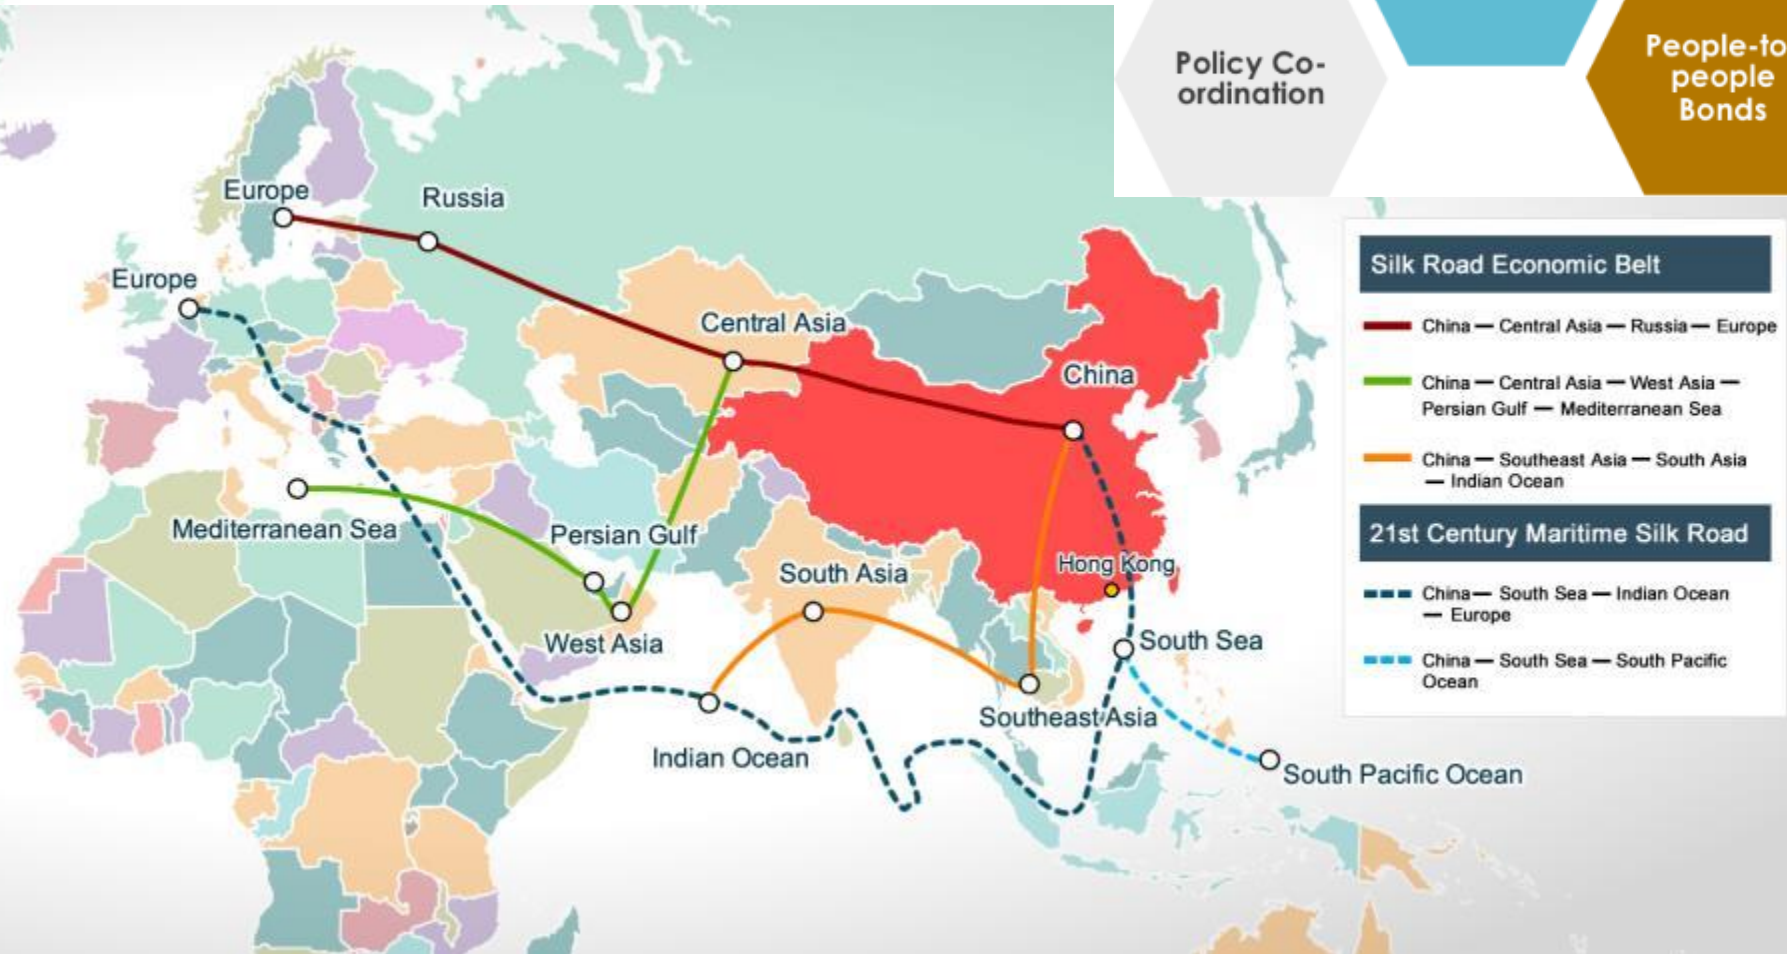 Policy Co-
ordination
People-to
people
Bonds
Europe
Russia
Europe
Central Asia
China
Mediterranean Sea
Persian Gulf
South Asia
Hong Kong
West Asia
South Sea
Southeast Asia
Indian Ocean
South Pacific Ocean
Silk Road Economic Belt
China — Central Asia — Russia — Europe
China — Central Asia — West Asia —
Persian Gulf — Mediterranean Sea
China — Southeast Asia — South Asia
— Indian Ocean
21st Century Maritime Silk Road
China — South Sea — Indian Ocean
— Europe
China — South Sea — South Pacific
Ocean